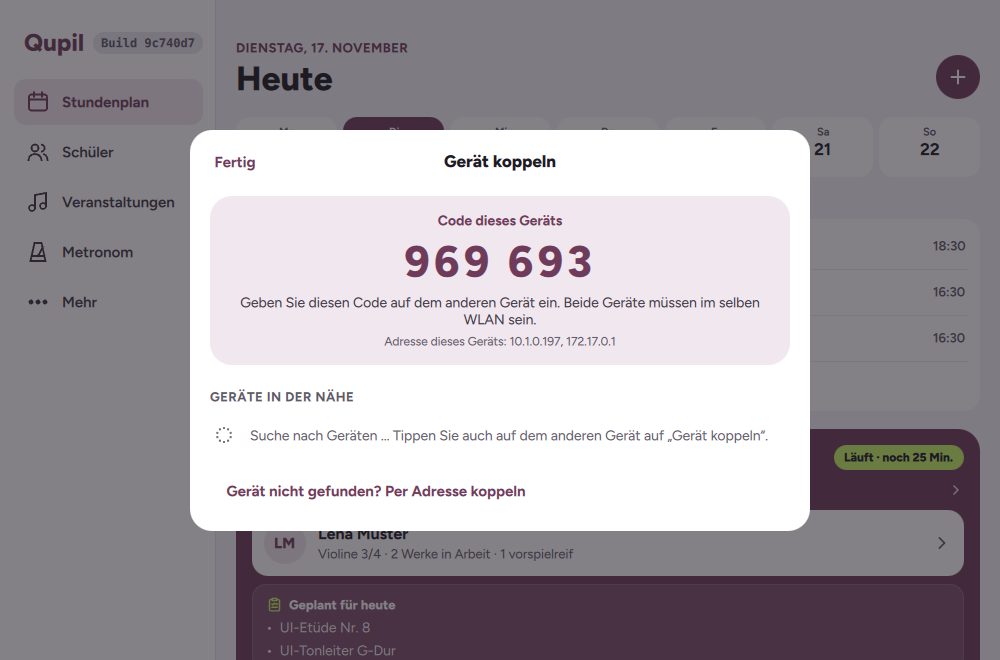 Qupil
Build 9c740d7
Stundenplan
Schüler
Veranstaltungen
Metronom
Mehr
DIENSTAG, 17. NOVEMBER
Heute
Sa
21
So
22
18:30
16:30
16:30
Fertig
Gerät koppeln
Code dieses Geräts
969 693
Geben Sie diesen Code auf dem anderen Gerät ein. Beide Geräte müssen im selben
WLAN sein.
Adresse dieses Geräts: 10.1.0.197, 172.17.0.1
GERÄTE IN DER NÄHE
Suche nach Geräten … Tippen Sie auch auf dem anderen Gerät auf „Gerät koppeln“.
Gerät nicht gefunden? Per Adresse koppeln
Läuft · noch 25 Min.
LM
Lena Muster
Violine 3/4 · 2 Werke in Arbeit · 1 vorspielreif
Geplant für heute
• UI-Etüde Nr. 8
• UI-Tonleiter G-Dur